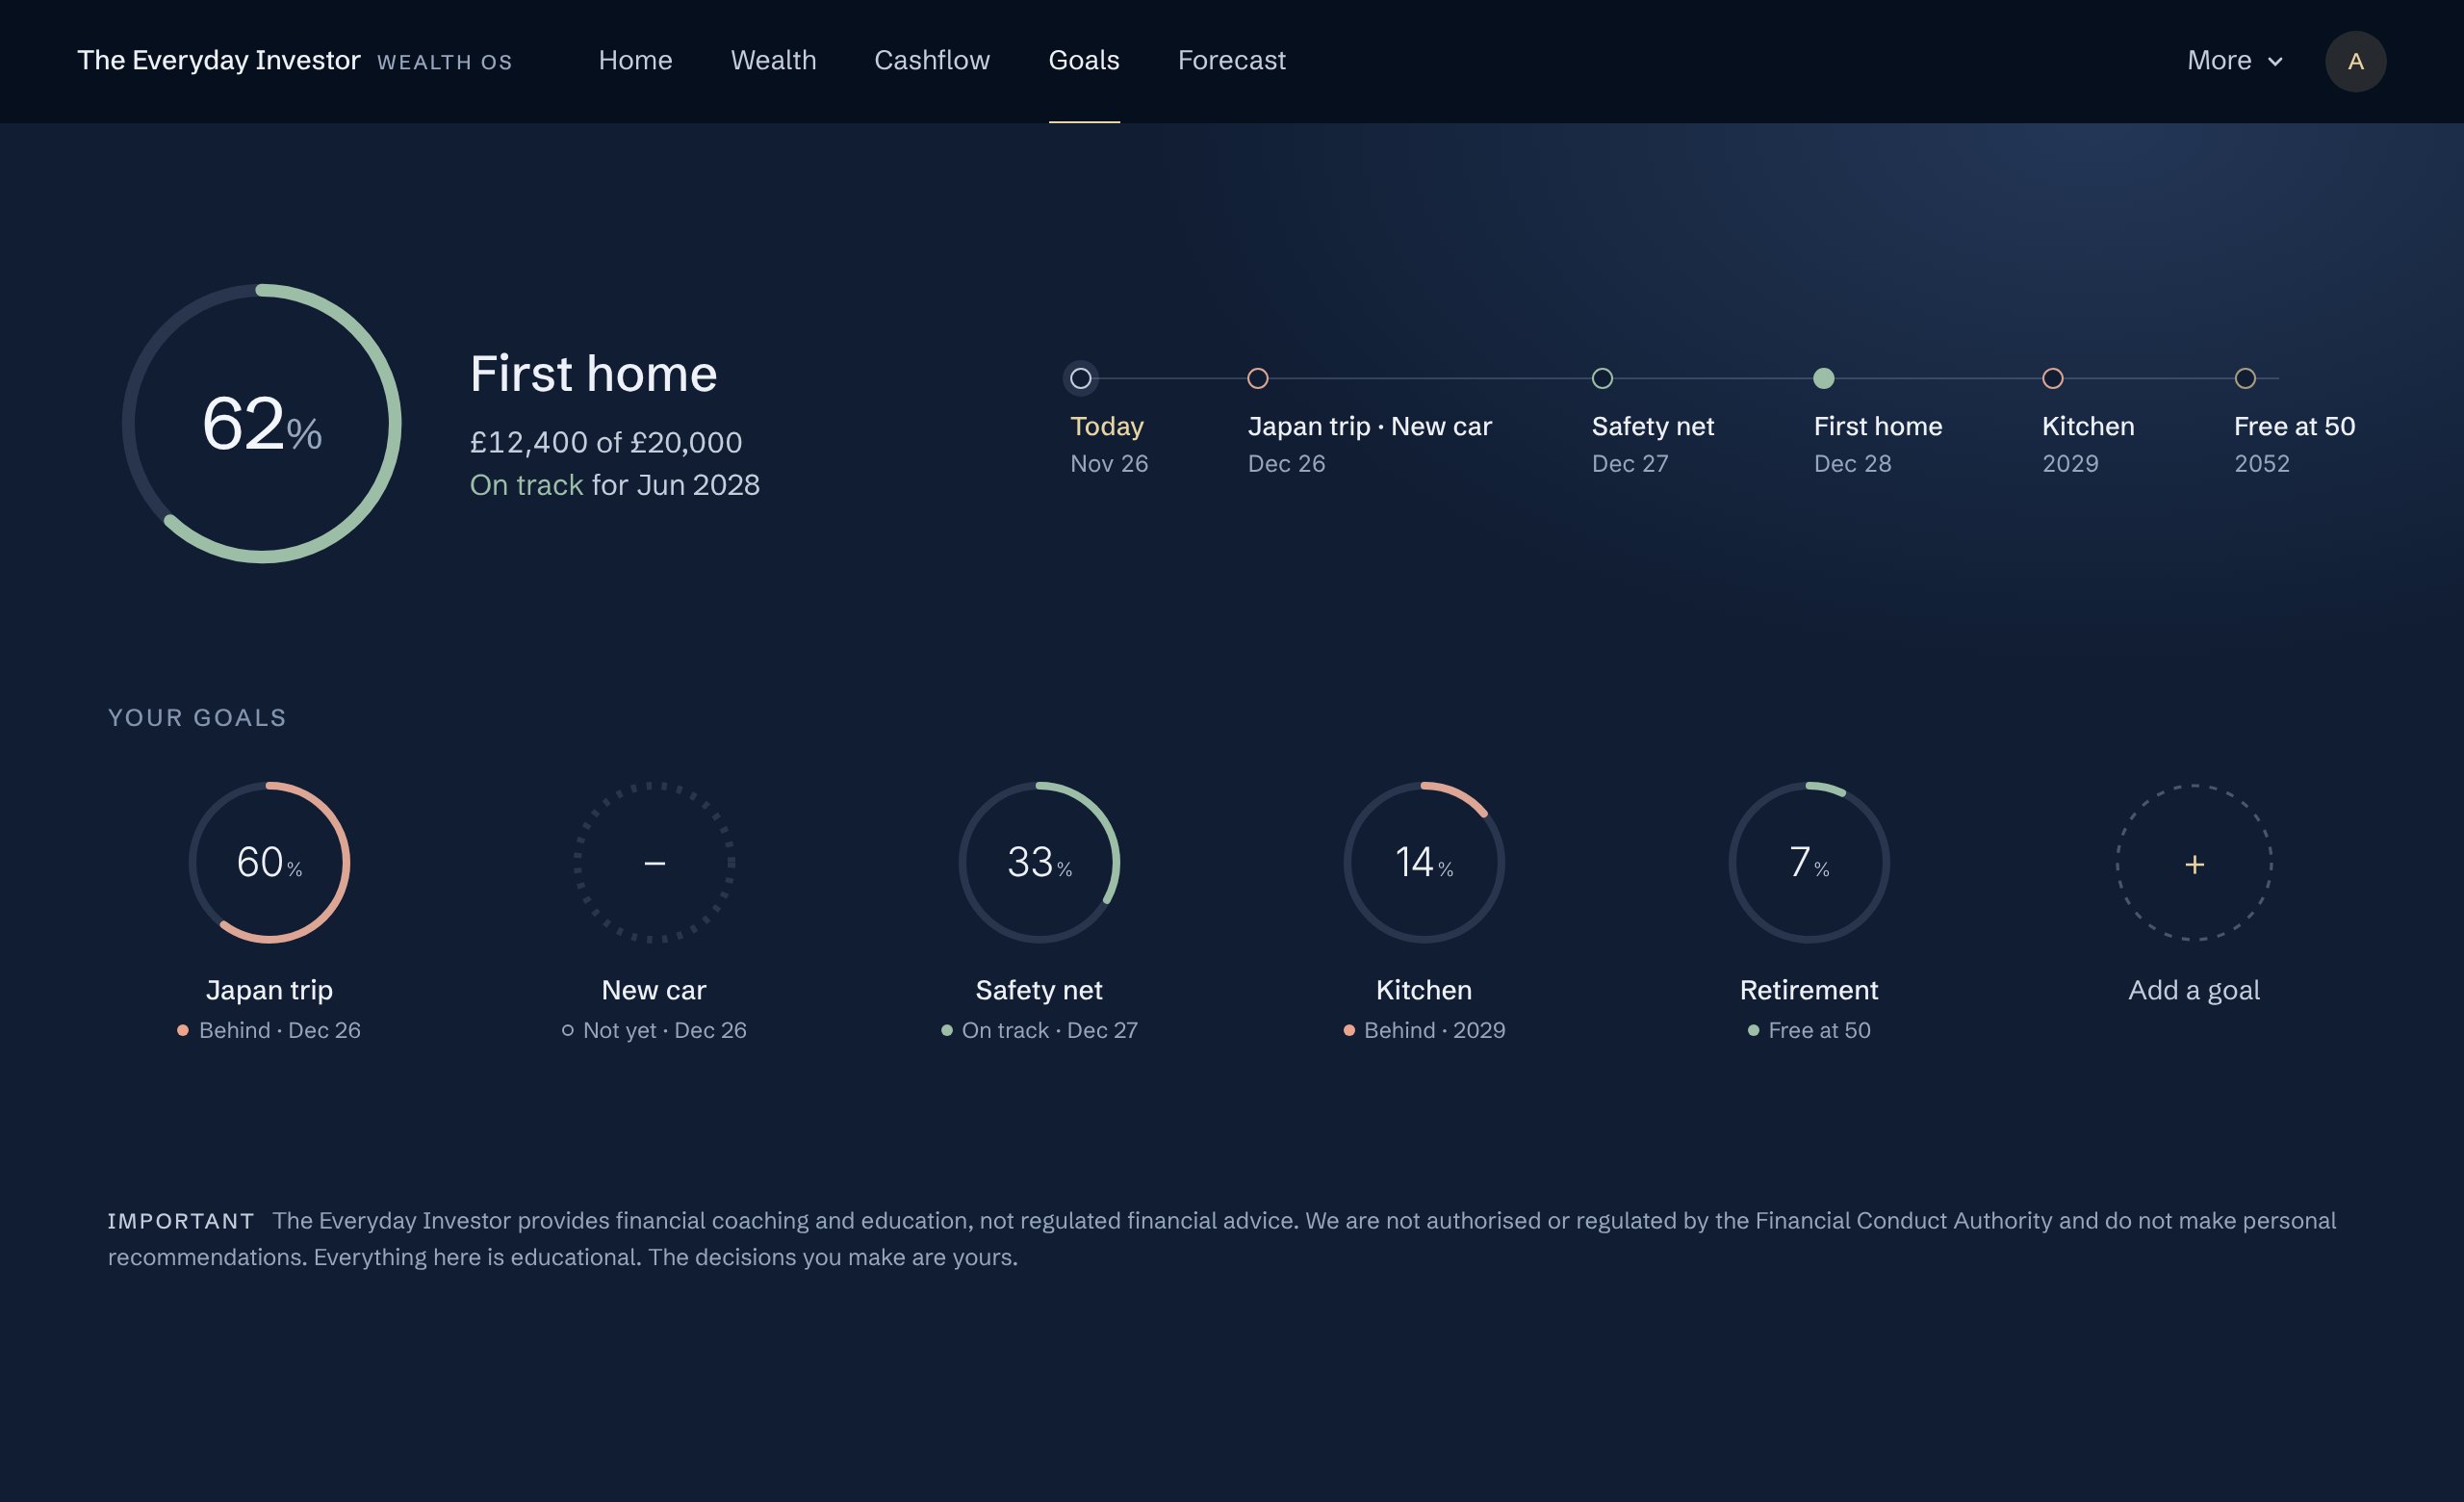 The Everyday Investor WEALTH OS Home Wealth Cashflow Goals Forecast More A
62%
First home
£12,400 of £20,000
On track for Jun 2028
Today
Nov 26
Japan trip · New car
Dec 26
Safety net
Dec 27
First home
Dec 28
Kitchen
2029
Free at 50
2052
YOUR GOALS
60%
Japan trip
Behind · Dec 26
–
New car
Not yet · Dec 26
33%
Safety net
On track · Dec 27
14%
Kitchen
Behind · 2029
7%
Retirement
Free at 50
+
Add a goal
IMPORTANT The Everyday Investor provides financial coaching and education, not regulated financial advice. We are not authorised or regulated by the Financial Conduct Authority and do not make personal
recommendations. Everything here is educational. The decisions you make are yours.